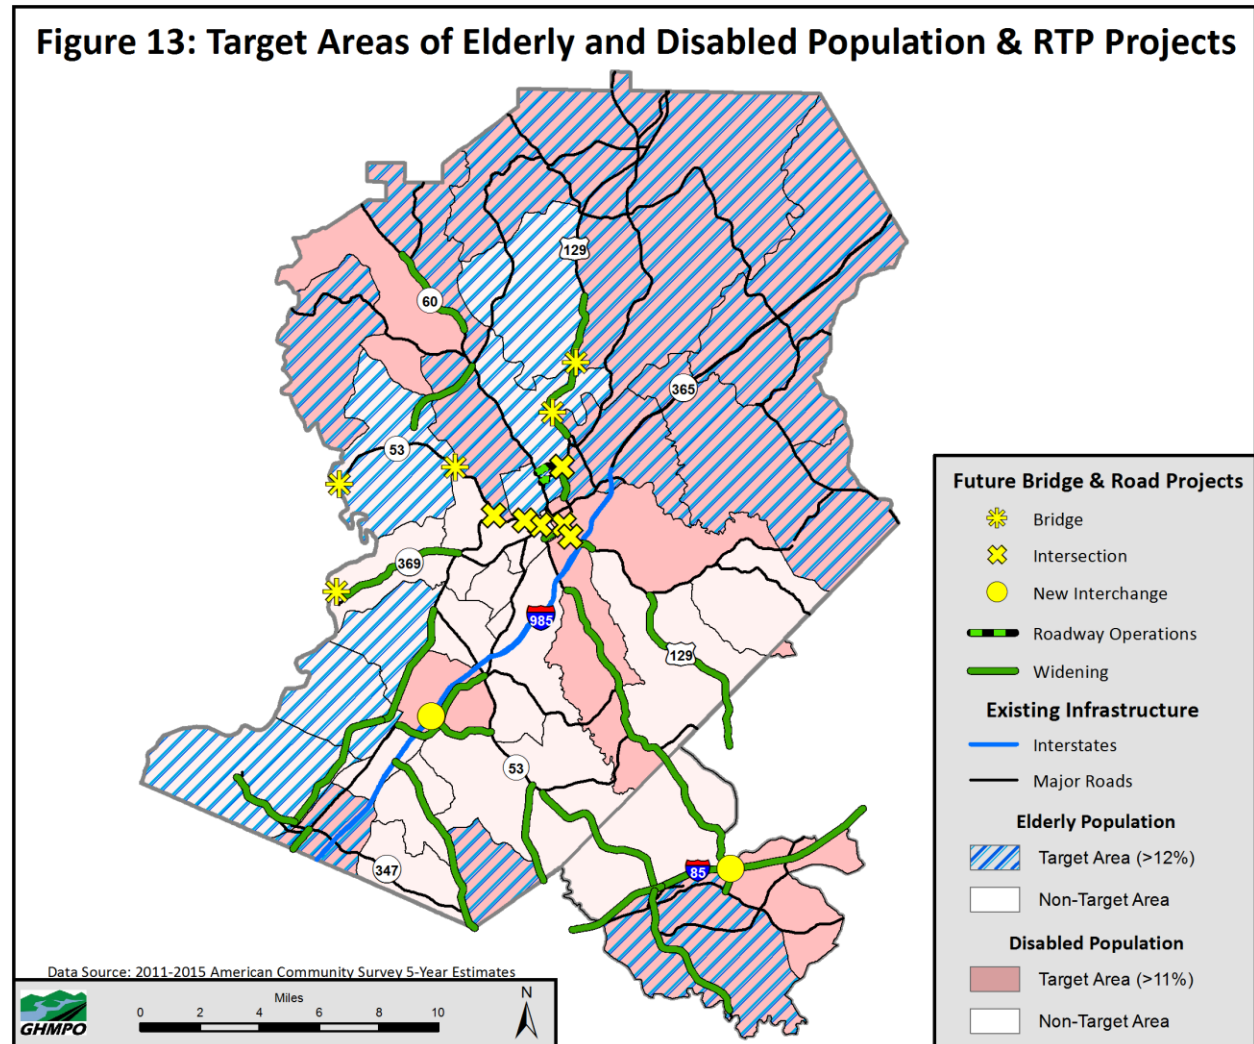 Figure 13: Target Areas of Elderly and Disabled Population & RTP Projects
129
60
365
53
369
985
129
53
347
85
Future Bridge & Road Projects
Bridge
Intersection
New Interchange
Roadway Operations
Widening
Existing Infrastructure
Interstates
Major Roads
Elderly Population
Target Area (>12%)
Non-Target Area
Disabled Population
Target Area (>11%)
Non-Target Area
Data Source: 2011-2015 American Community Survey 5-Year Estimates
GHMPO
Miles
0 2 4 6 8 10
N